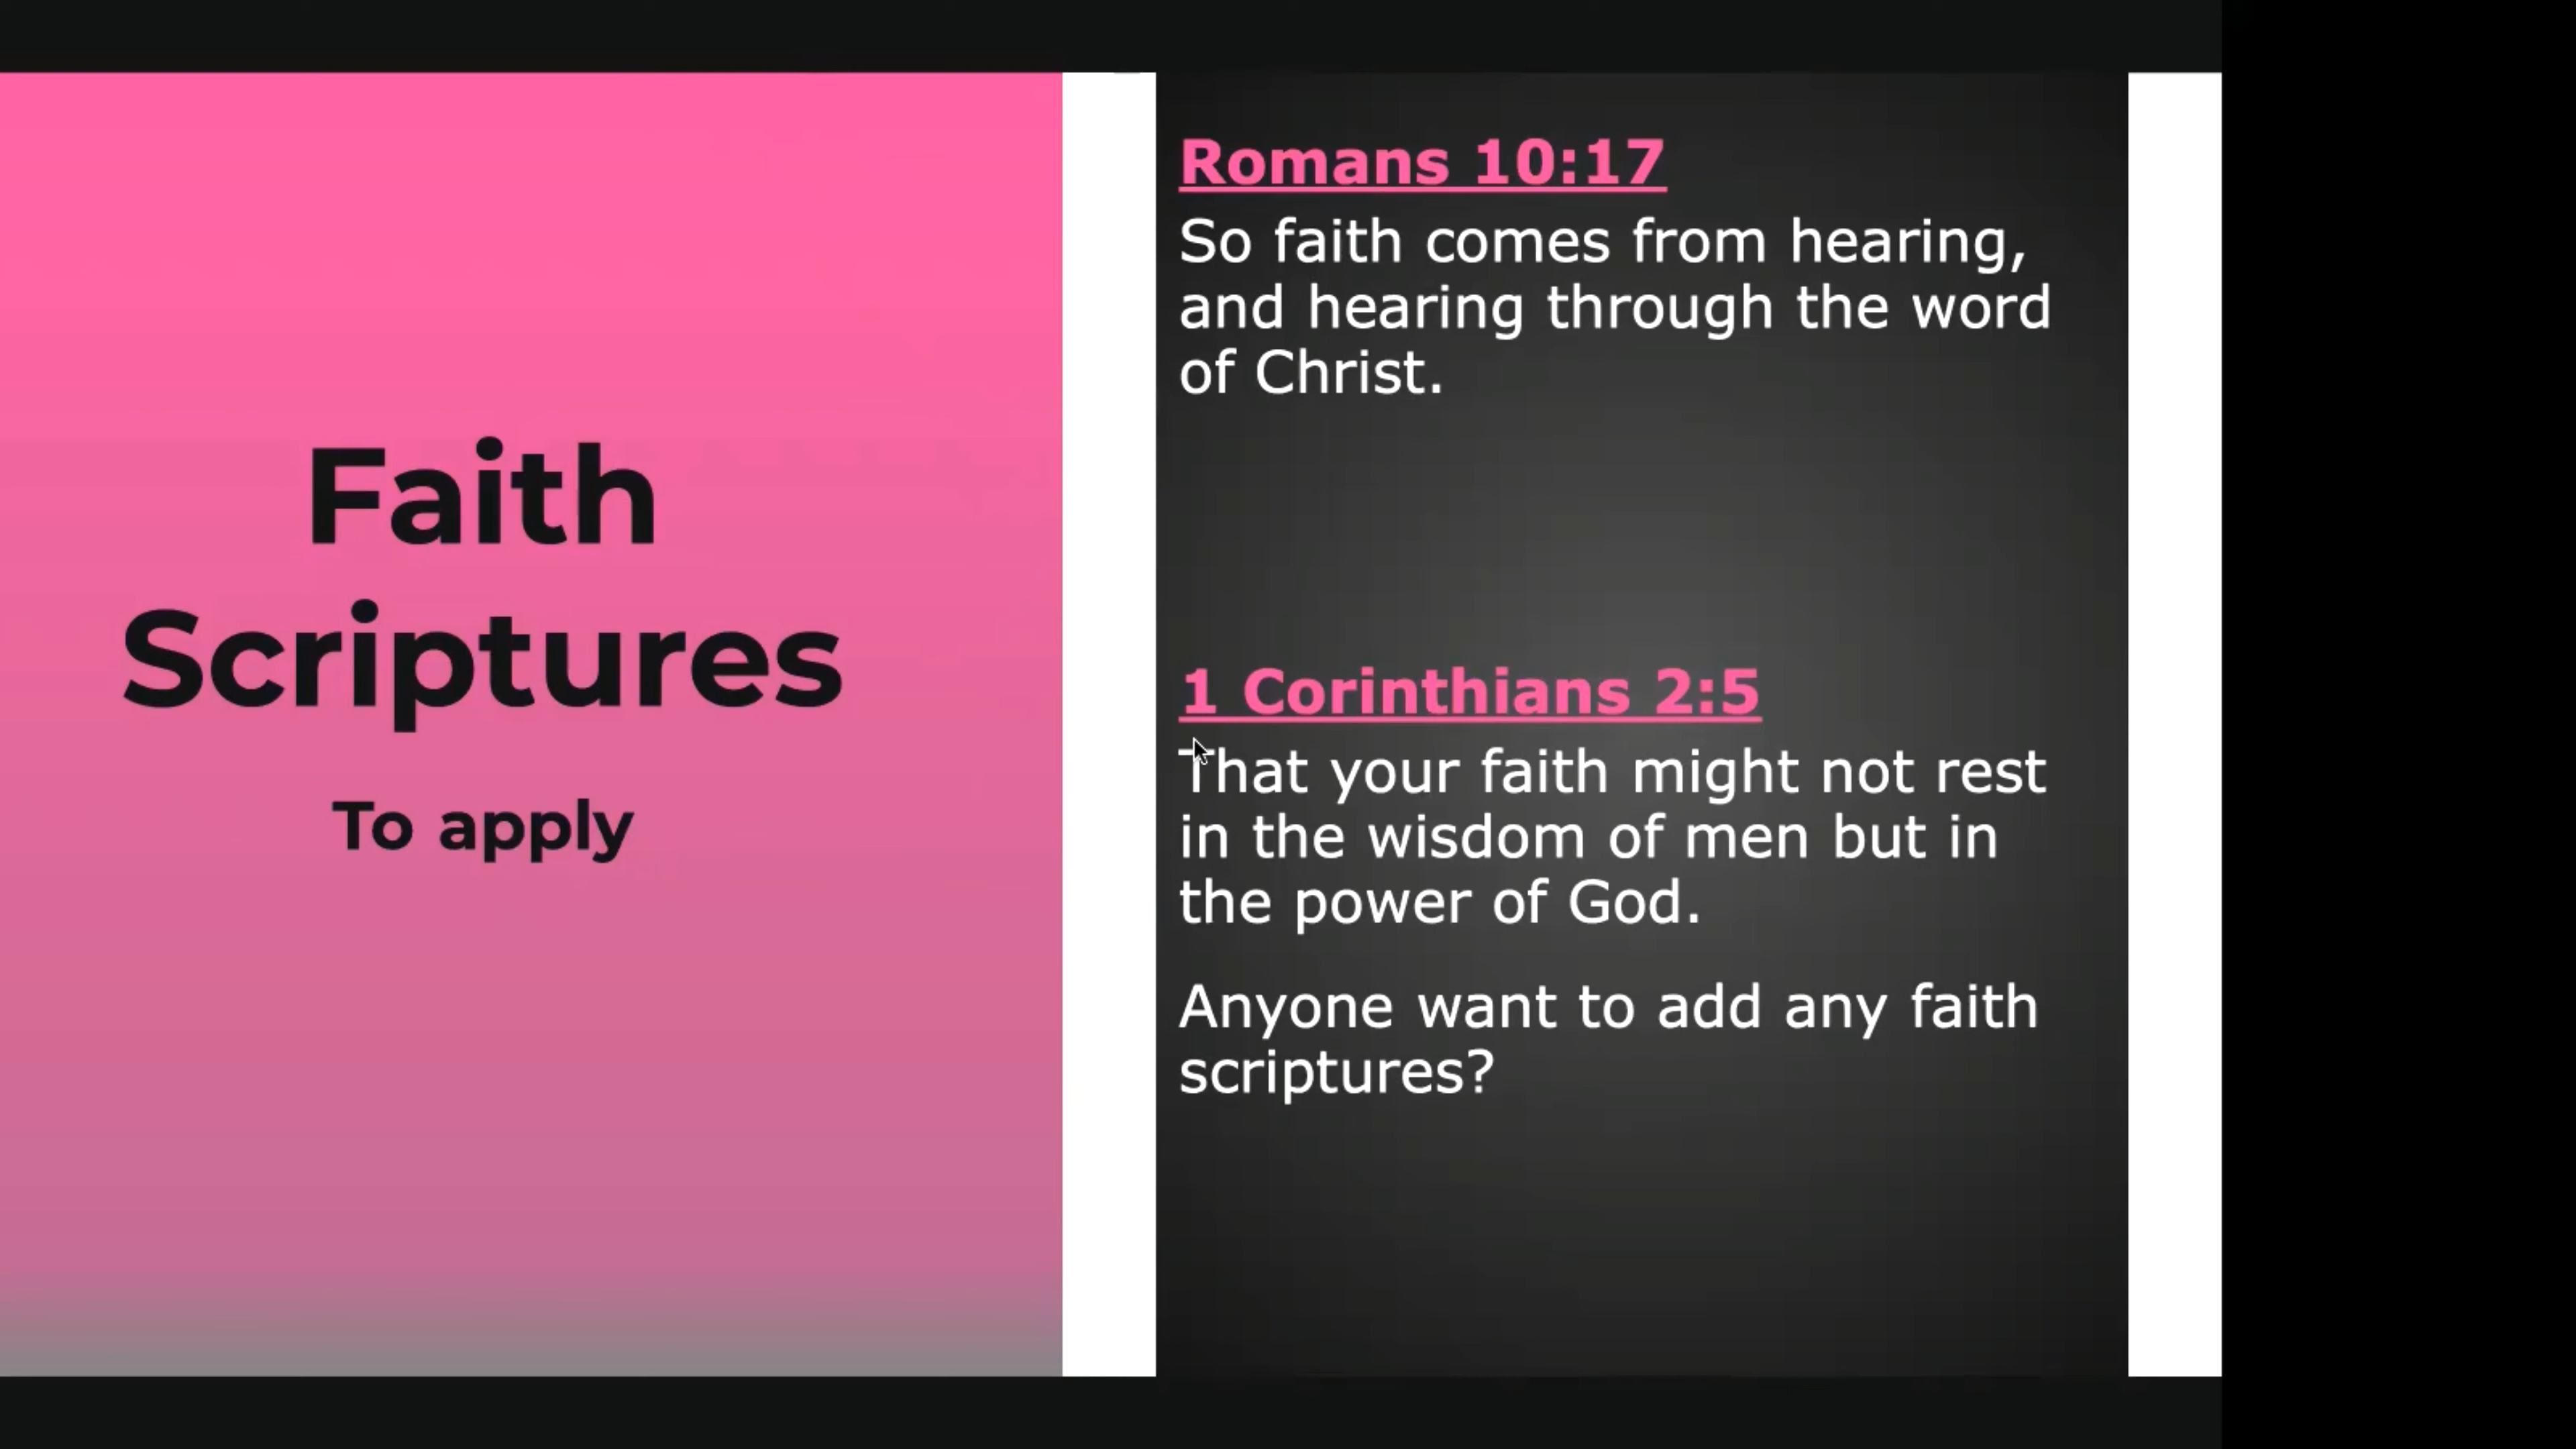 Faith
Scriptures
To apply
Romans 10:17
So faith comes from hearing,
and hearing through the word
of Christ.
1 Corinthians 2:5
That your faith might not rest
in the wisdom of men but in
the power of God.
Anyone want to add any faith
scriptures?